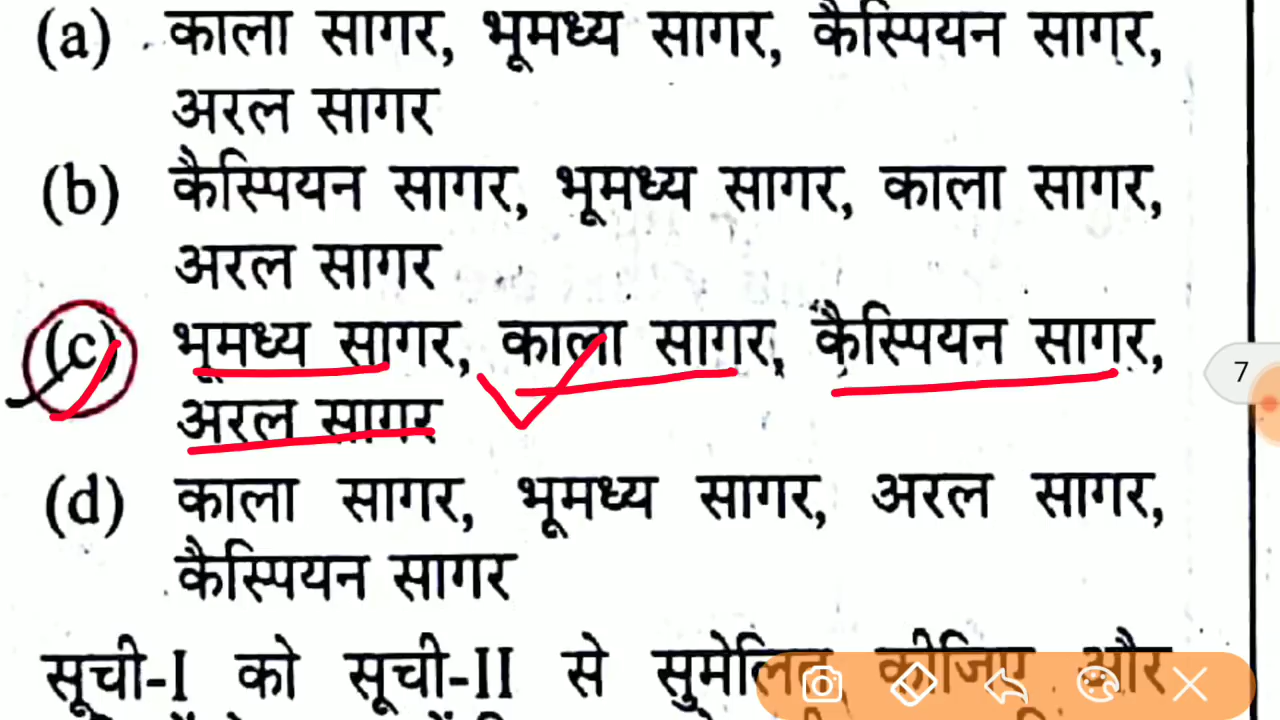 (a) काला सागर, भूमध्य सागर, कैस्पियन सागर,
अरल सागर
(b) कैस्पियन सागर, भूमध्य सागर, काला सागर,
अरल सागर
(c) भूमध्य सागर, काला सागर, कैस्पियन सागर,
अरल सागर
(d) काला सागर, भूमध्य सागर, अरल सागर,
कैस्पियन सागर
सूची-I को सूची-II से सुमेलित कीजिए और
7